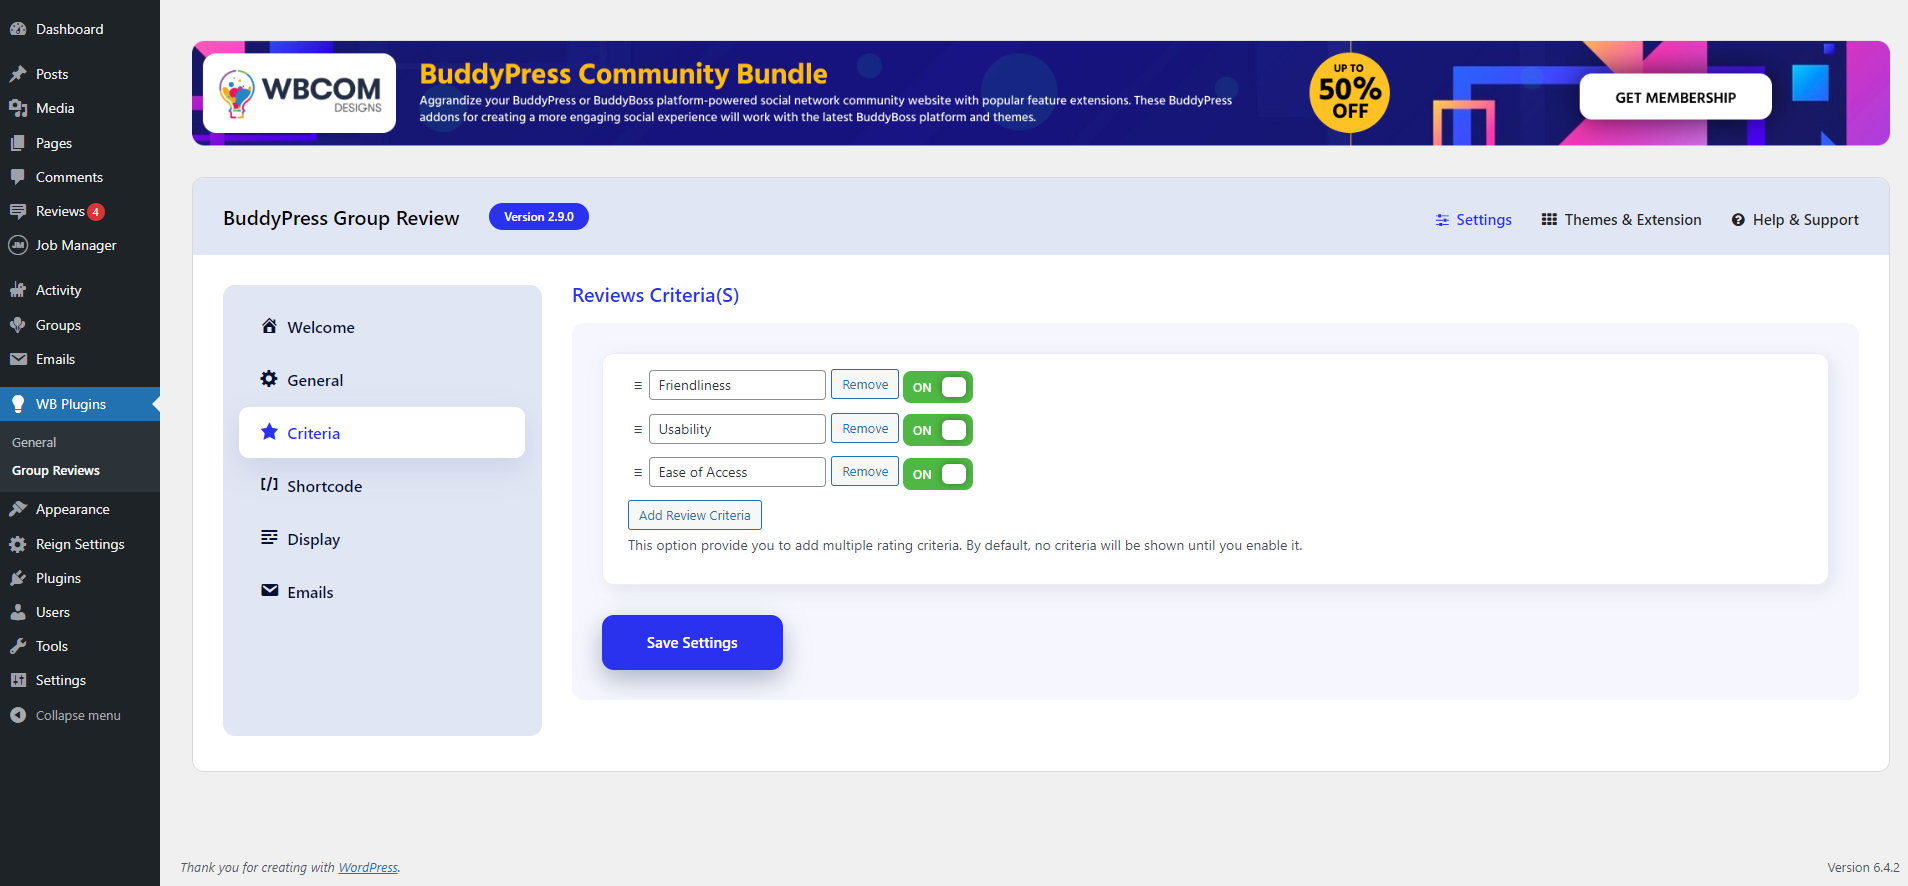 Dashboard
Posts
Media
Pages
Comments
Reviews 4
JM Job Manager
Activity
Groups
Emails
WB Plugins
General
Group Reviews
Appearance
Reign Settings
Plugins
Users
Tools
Settings
Collapse menu
WBCOM
DESIGNS
BuddyPress Community Bundle
Aggrandize your BuddyPress or BuddyBoss platform-powered social network community website with popular feature extensions. These BuddyPress
addons for creating a more engaging social experience will work with the latest BuddyBoss platform and themes.
UP TO
50%
OFF
GET MEMBERSHIP
BuddyPress Group Review
Version 2.9.0
Settings
Themes & Extension
Help & Support
Welcome
General
Criteria
Shortcode
Display
Emails
Reviews Criteria(S)
Friendliness Remove ON
Usability Remove ON
Ease of Access Remove ON
Add Review Criteria
This option provide you to add multiple rating criteria. By default, no criteria will be shown until you enable it.
Save Settings
Thank you for creating with WordPress.
Version 6.4.2